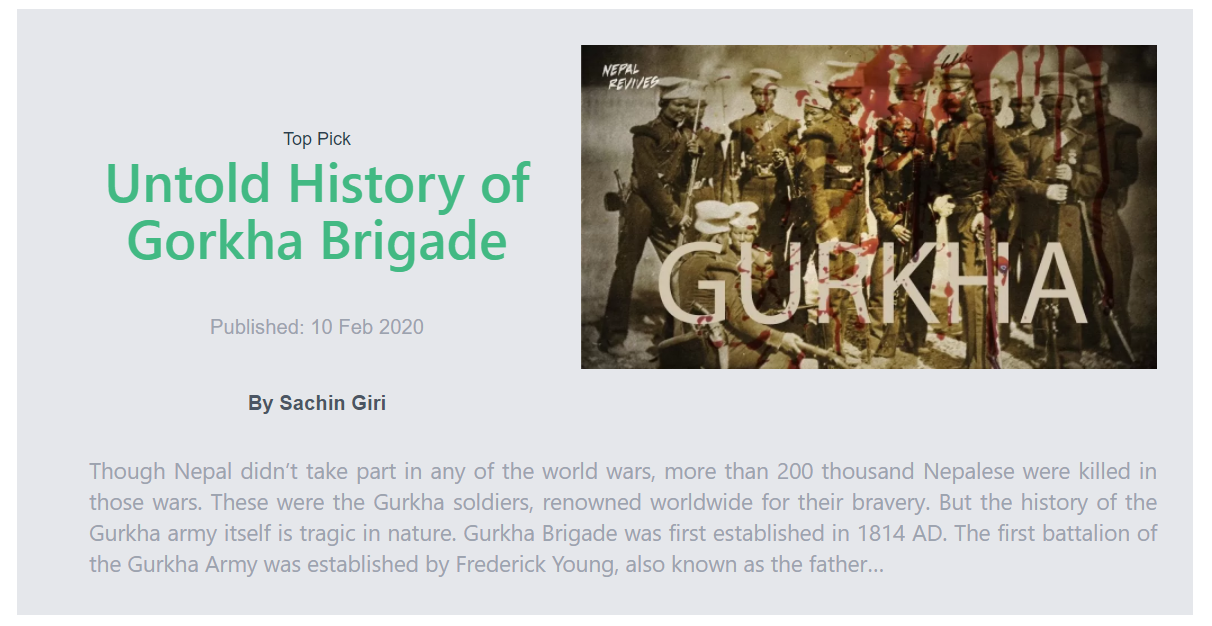 Top Pick
Untold History of
Gorkha Brigade
Published: 10 Feb 2020
By Sachin Giri
NEPAL
REVIVES
GURKHA
Though Nepal didn’t take part in any of the world wars, more than 200 thousand Nepalese were killed in
those wars. These were the Gurkha soldiers, renowned worldwide for their bravery. But the history of the
Gurkha army itself is tragic in nature. Gurkha Brigade was first established in 1814 AD. The first battalion of
the Gurkha Army was established by Frederick Young, also known as the father...